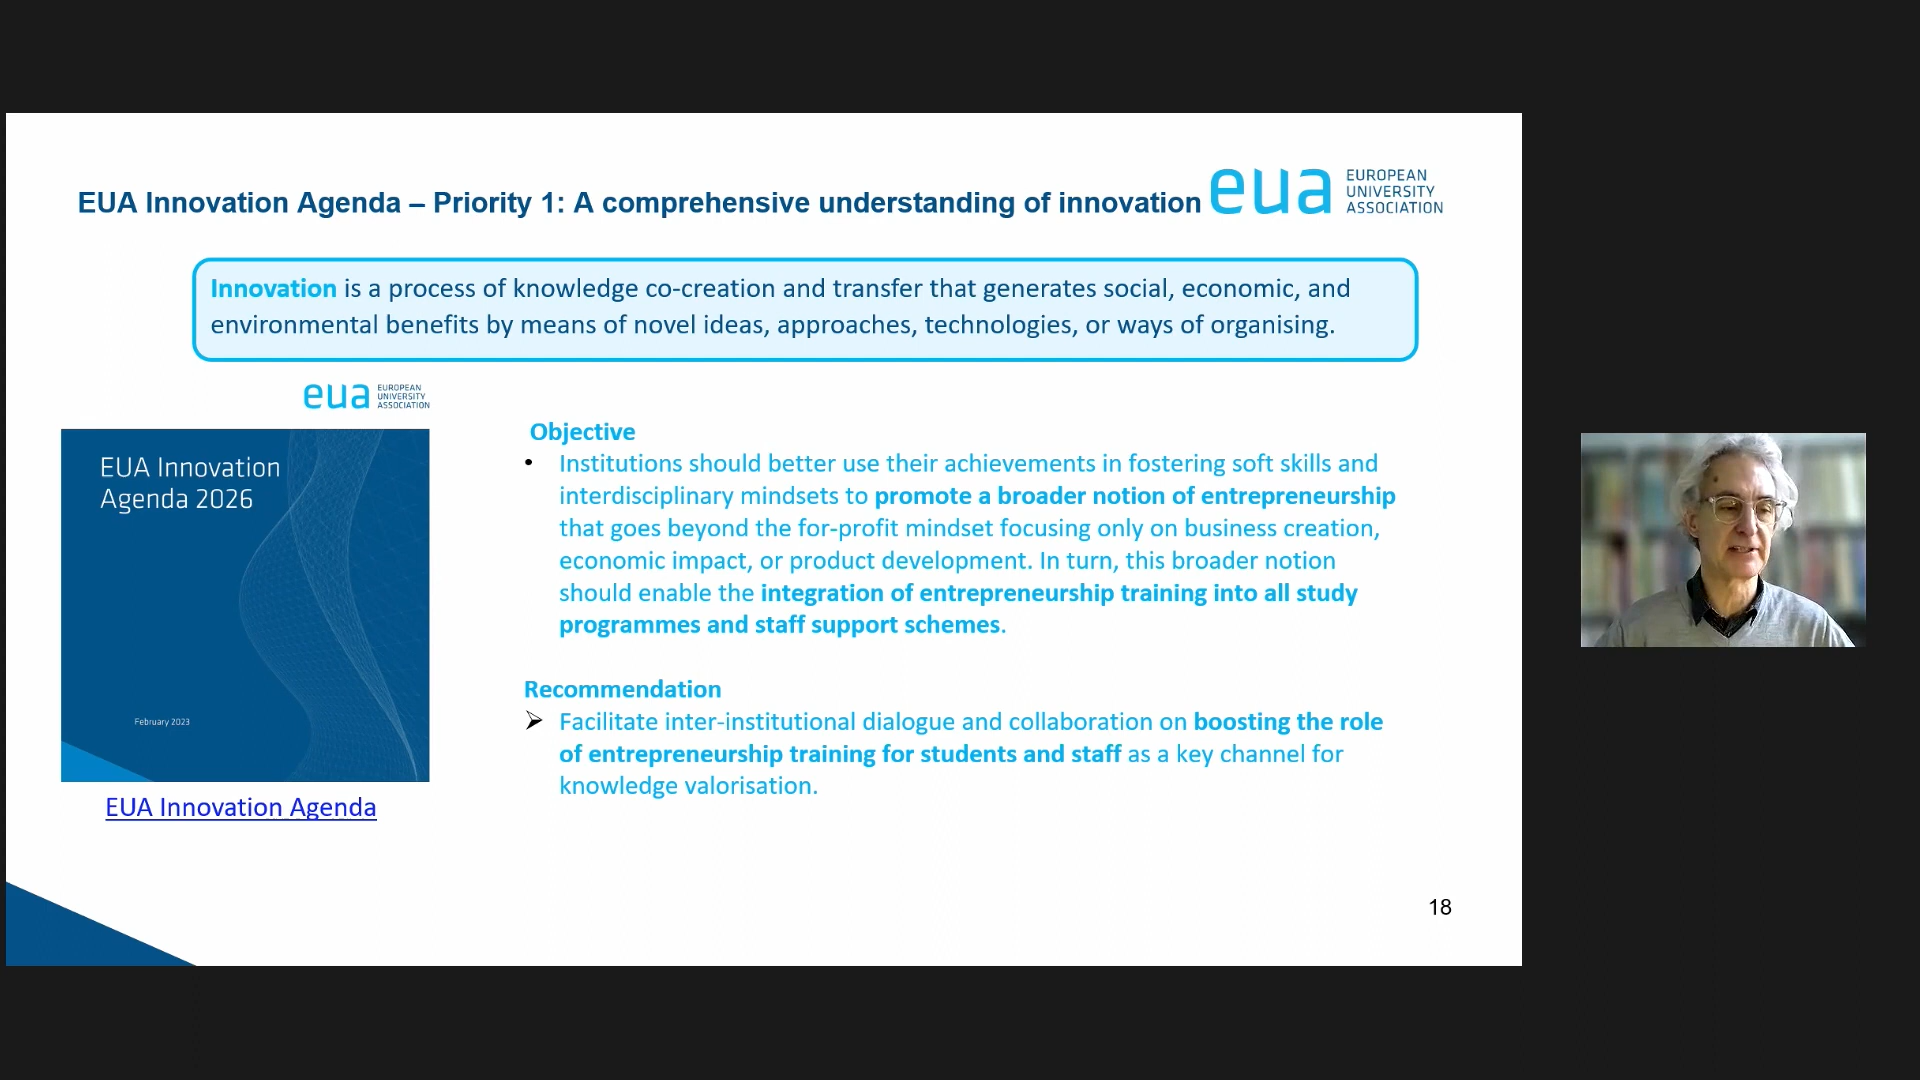 EUA Innovation Agenda – Priority 1: A comprehensive understanding of innovation
eua
EUROPEAN
UNIVERSITY
ASSOCIATION
Innovation is a process of knowledge co-creation and transfer that generates social, economic, and
environmental benefits by means of novel ideas, approaches, technologies, or ways of organising.
eua
EUROPEAN
UNIVERSITY
ASSOCIATION
EUA Innovation
Agenda 2026
February 2023
EUA Innovation Agenda
Objective
• Institutions should better use their achievements in fostering soft skills and
interdisciplinary mindsets to promote a broader notion of entrepreneurship
that goes beyond the for-profit mindset focusing only on business creation,
economic impact, or product development. In turn, this broader notion
should enable the integration of entrepreneurship training into all study
programmes and staff support schemes.
Recommendation
➢ Facilitate inter-institutional dialogue and collaboration on boosting the role
of entrepreneurship training for students and staff as a key channel for
knowledge valorisation.
18